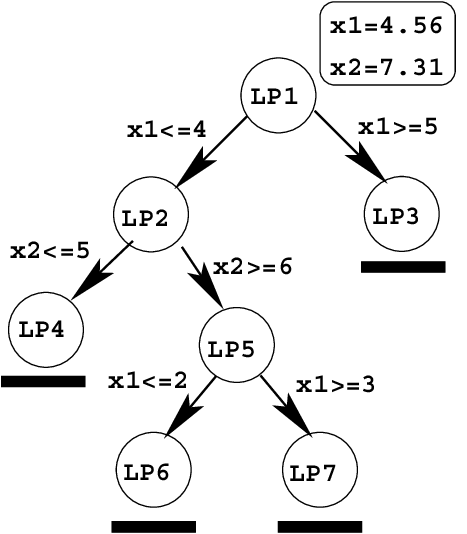 x1=4.56
x2=7.31
LP1
x1<=4
x1>=5
LP2
LP3
x2<=5
x2>=6
LP4
LP5
x1<=2
x1>=3
LP6
LP7